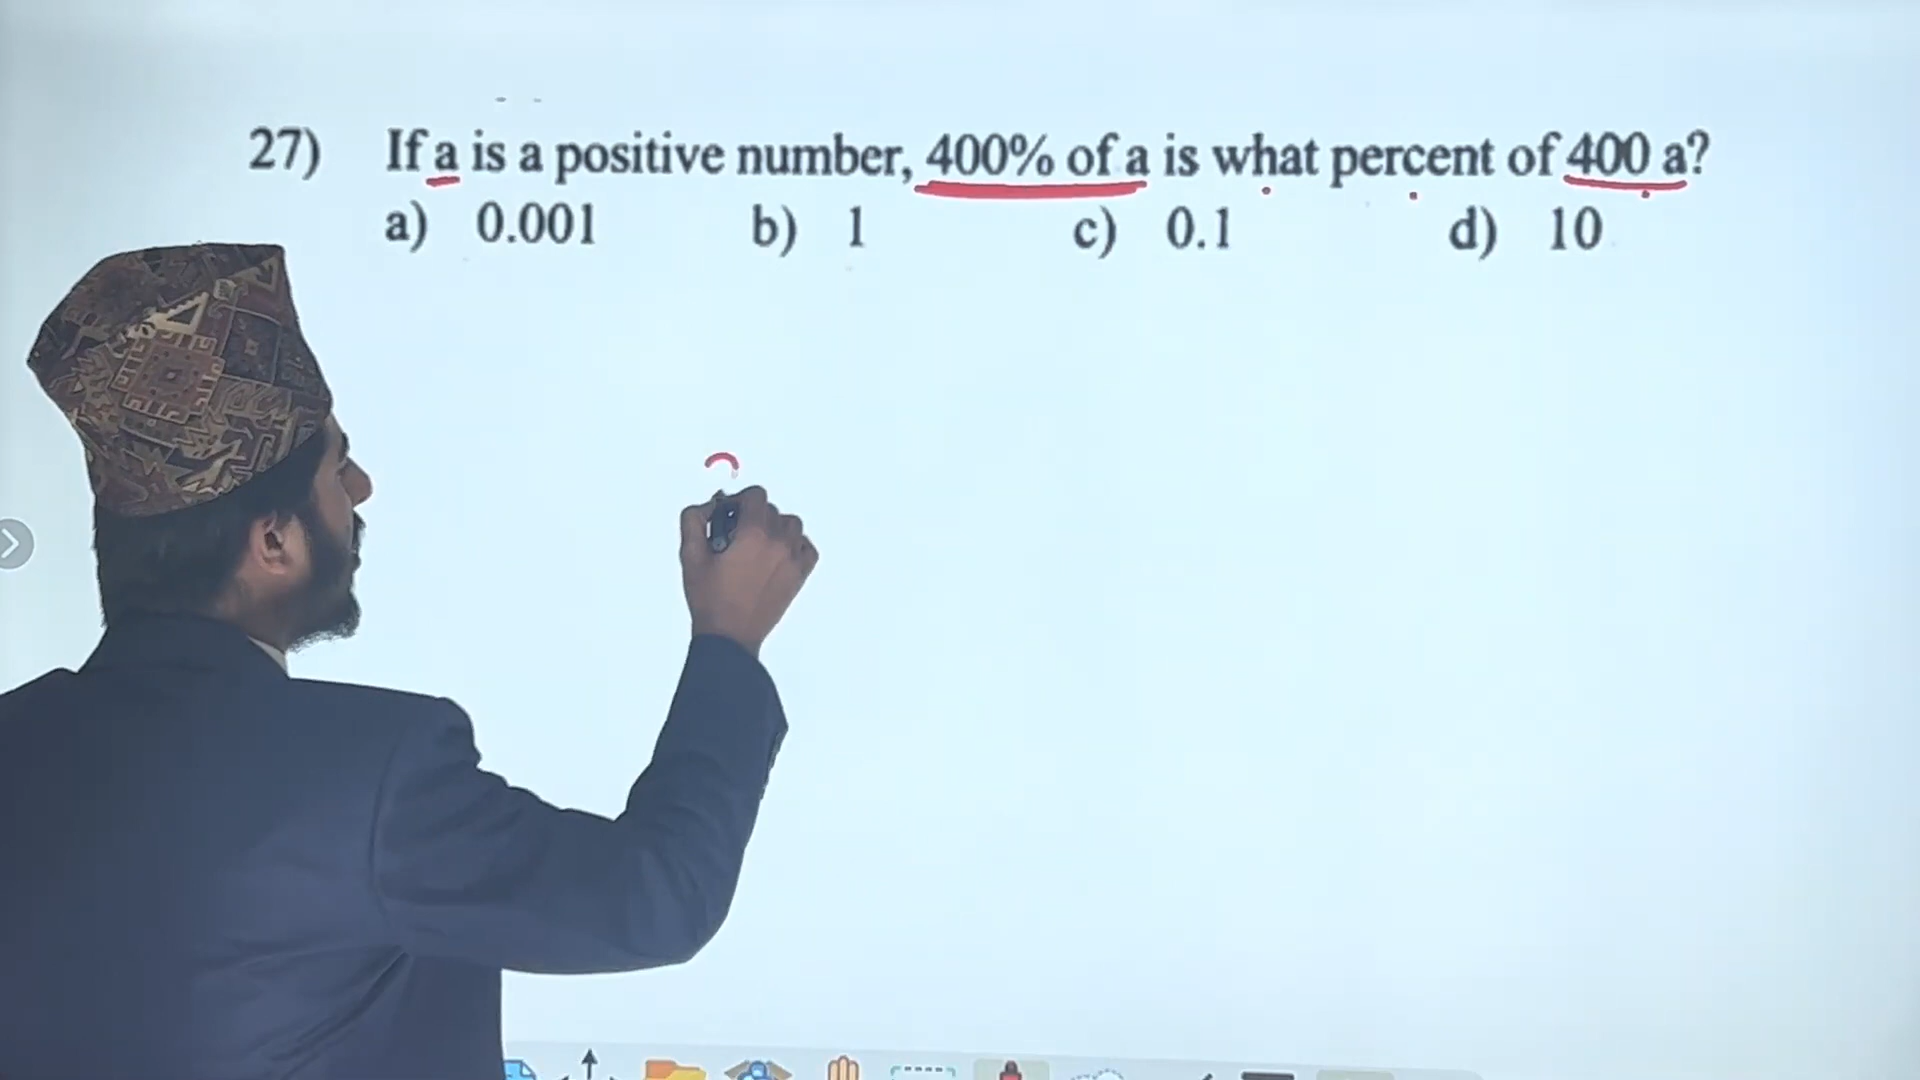 27) If a is a positive number, 400% of a is what percent of 400 a?
a) 0.001 b) 1 c) 0.1 d) 10